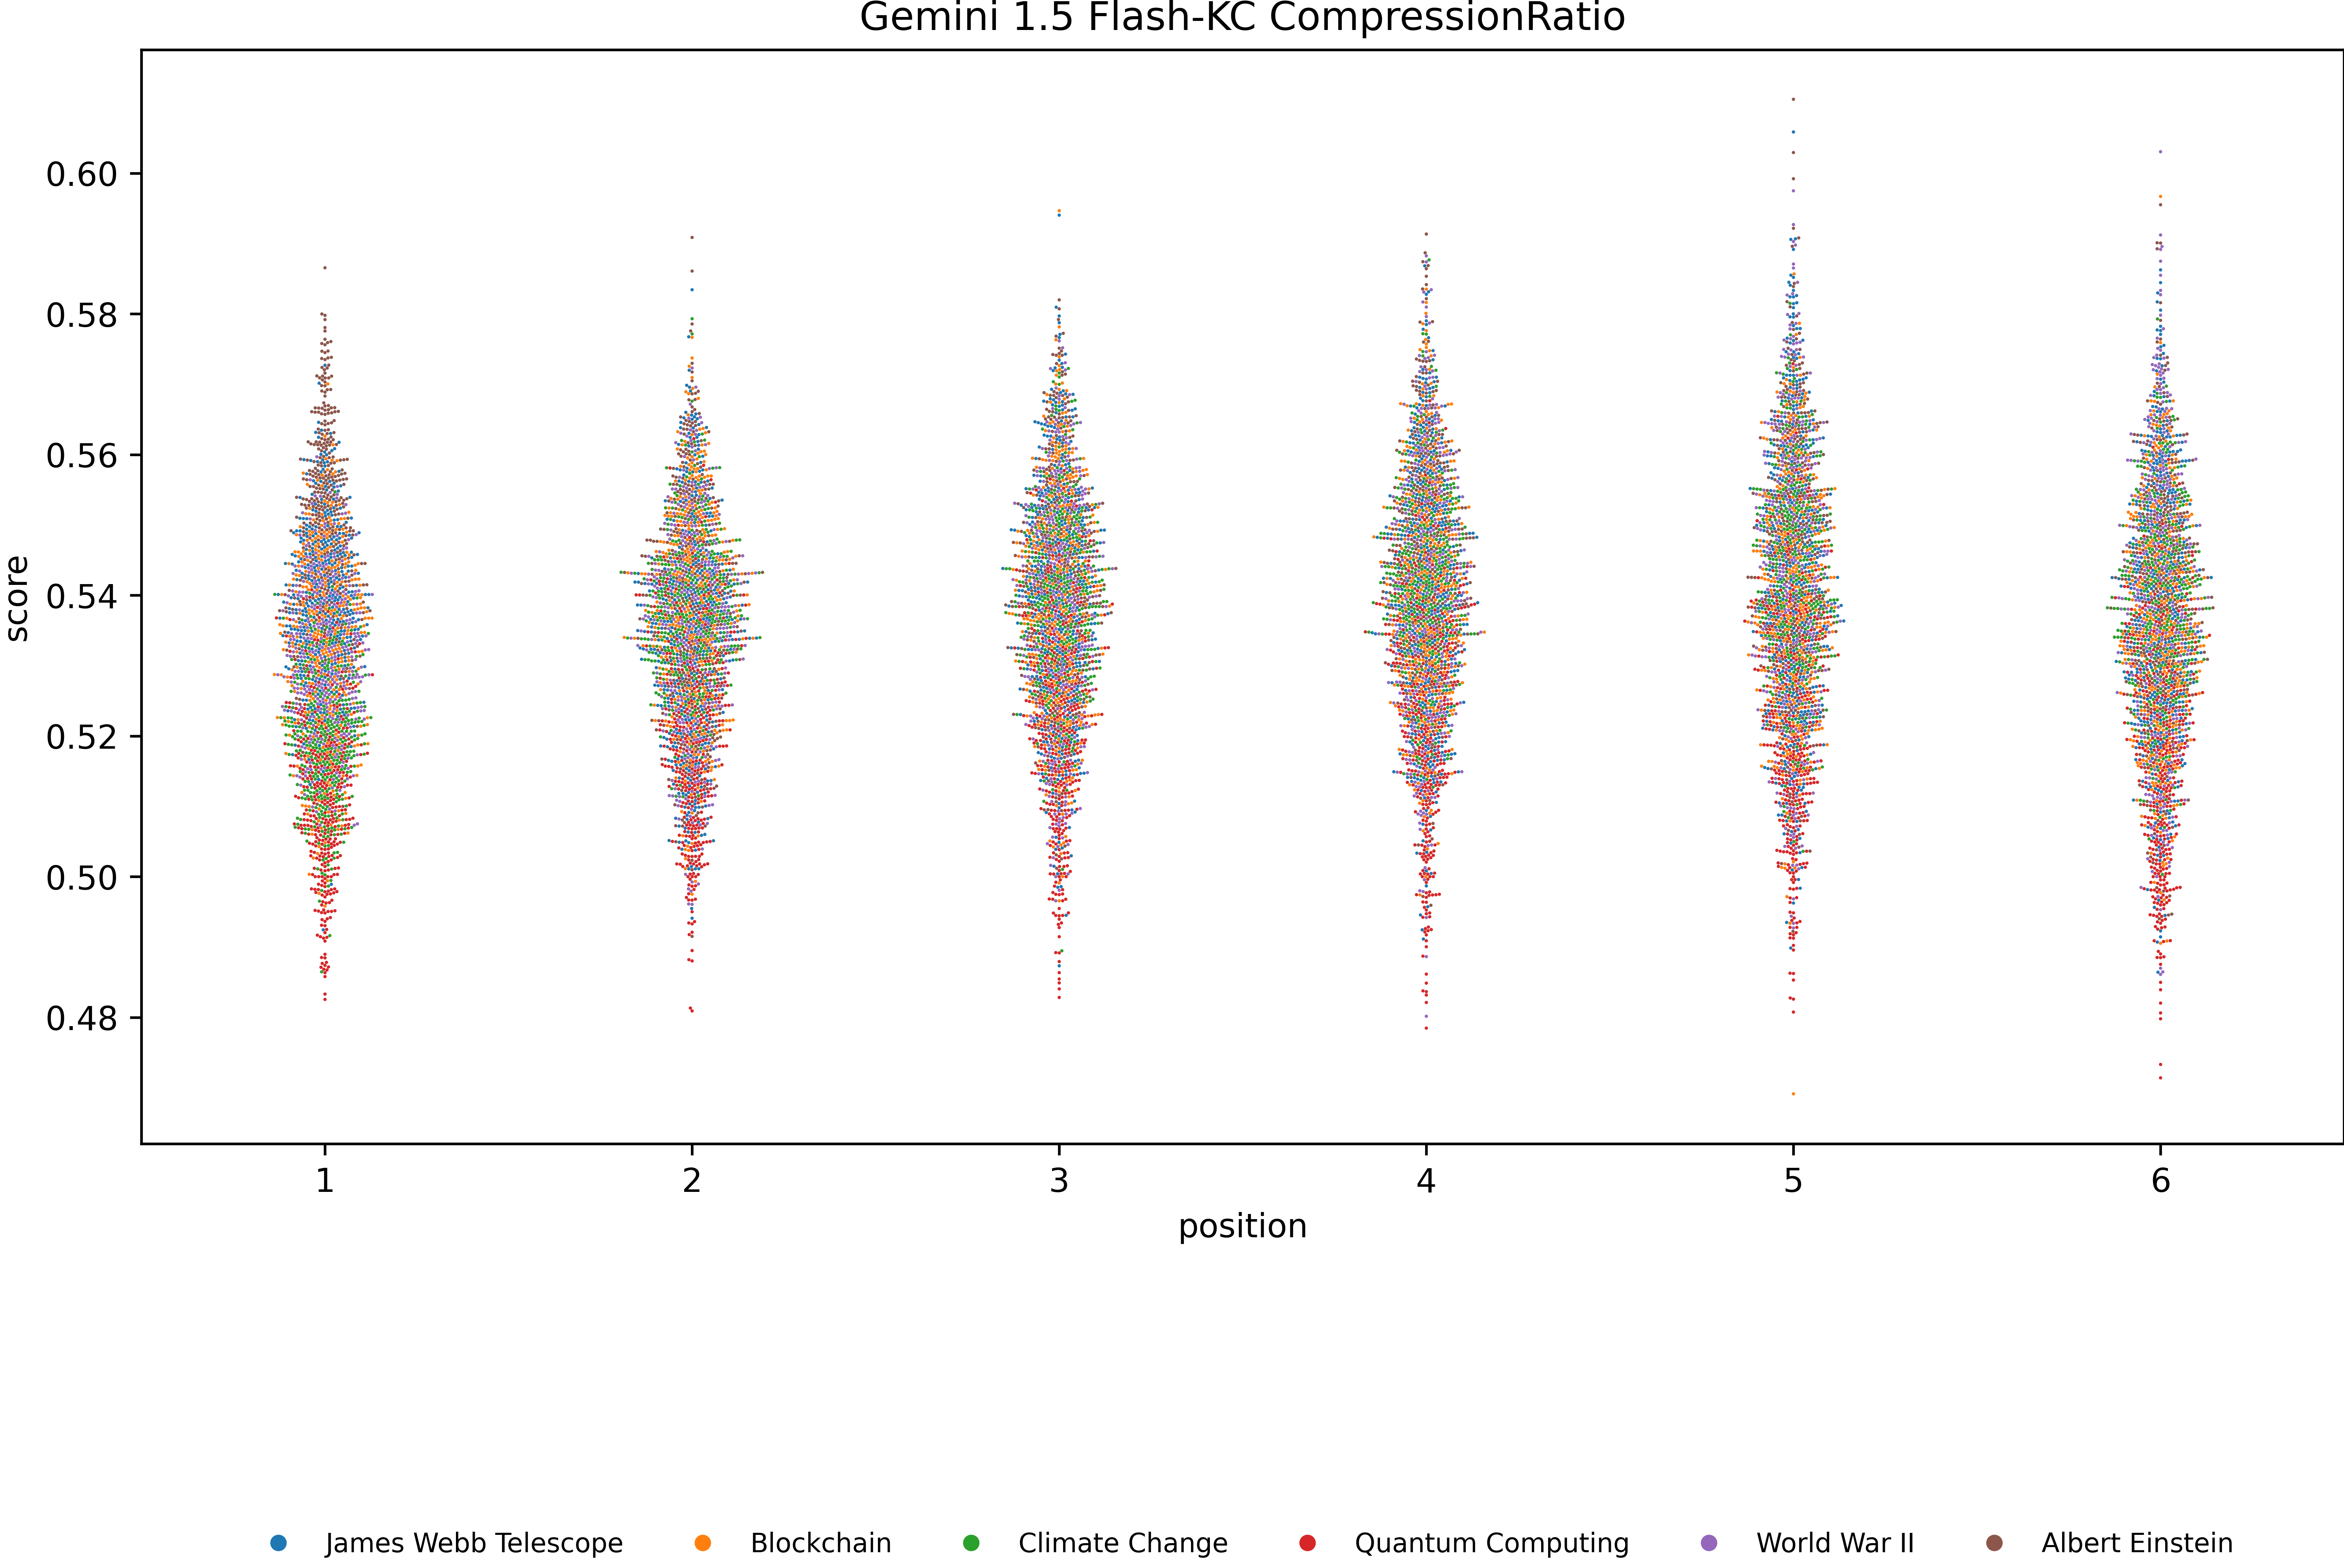 Gemini 1.5 Flash-KC CompressionRatio
0.60
0.58
0.56
0.54
0.52
0.50
0.48
score
1 2 3 4 5 6
position
James Webb Telescope Blockchain Climate Change Quantum Computing World War II Albert Einstein